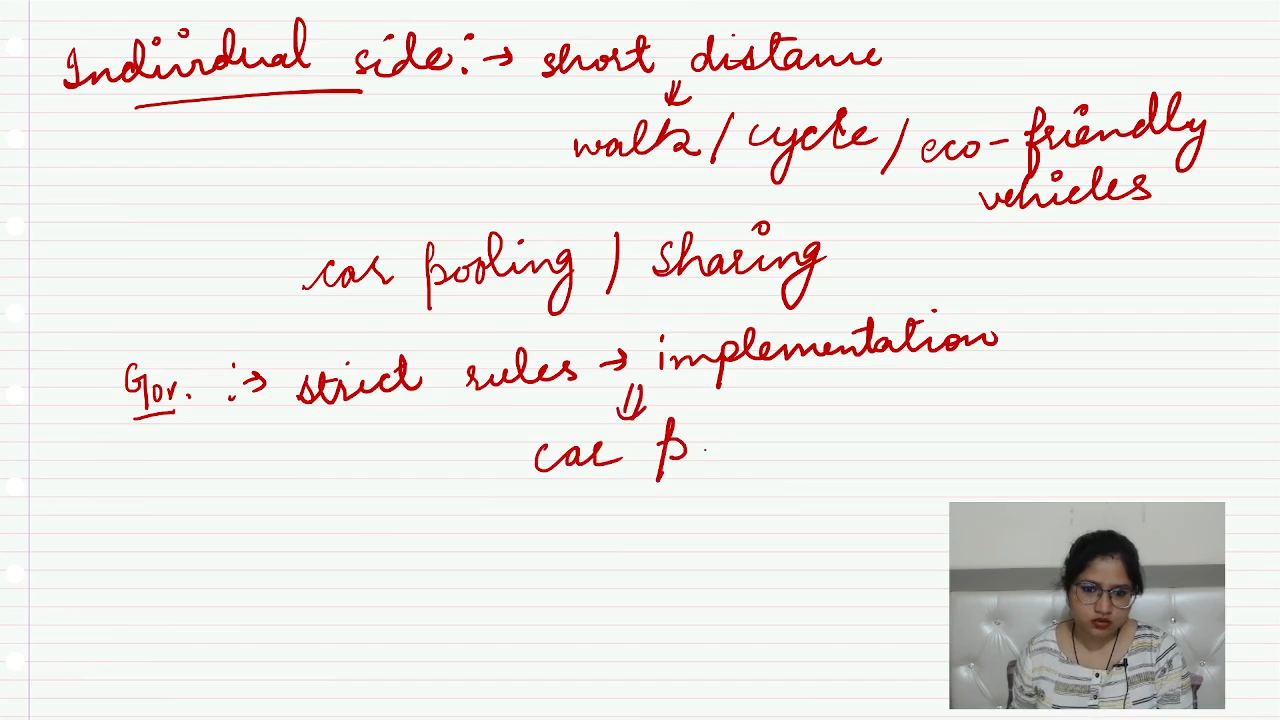 Individual side :→ short distance
↓
walk / cycle / eco-friendly
vehicles
car pooling / sharing
Gov. :→ strict rules → implementation
⇓
car p